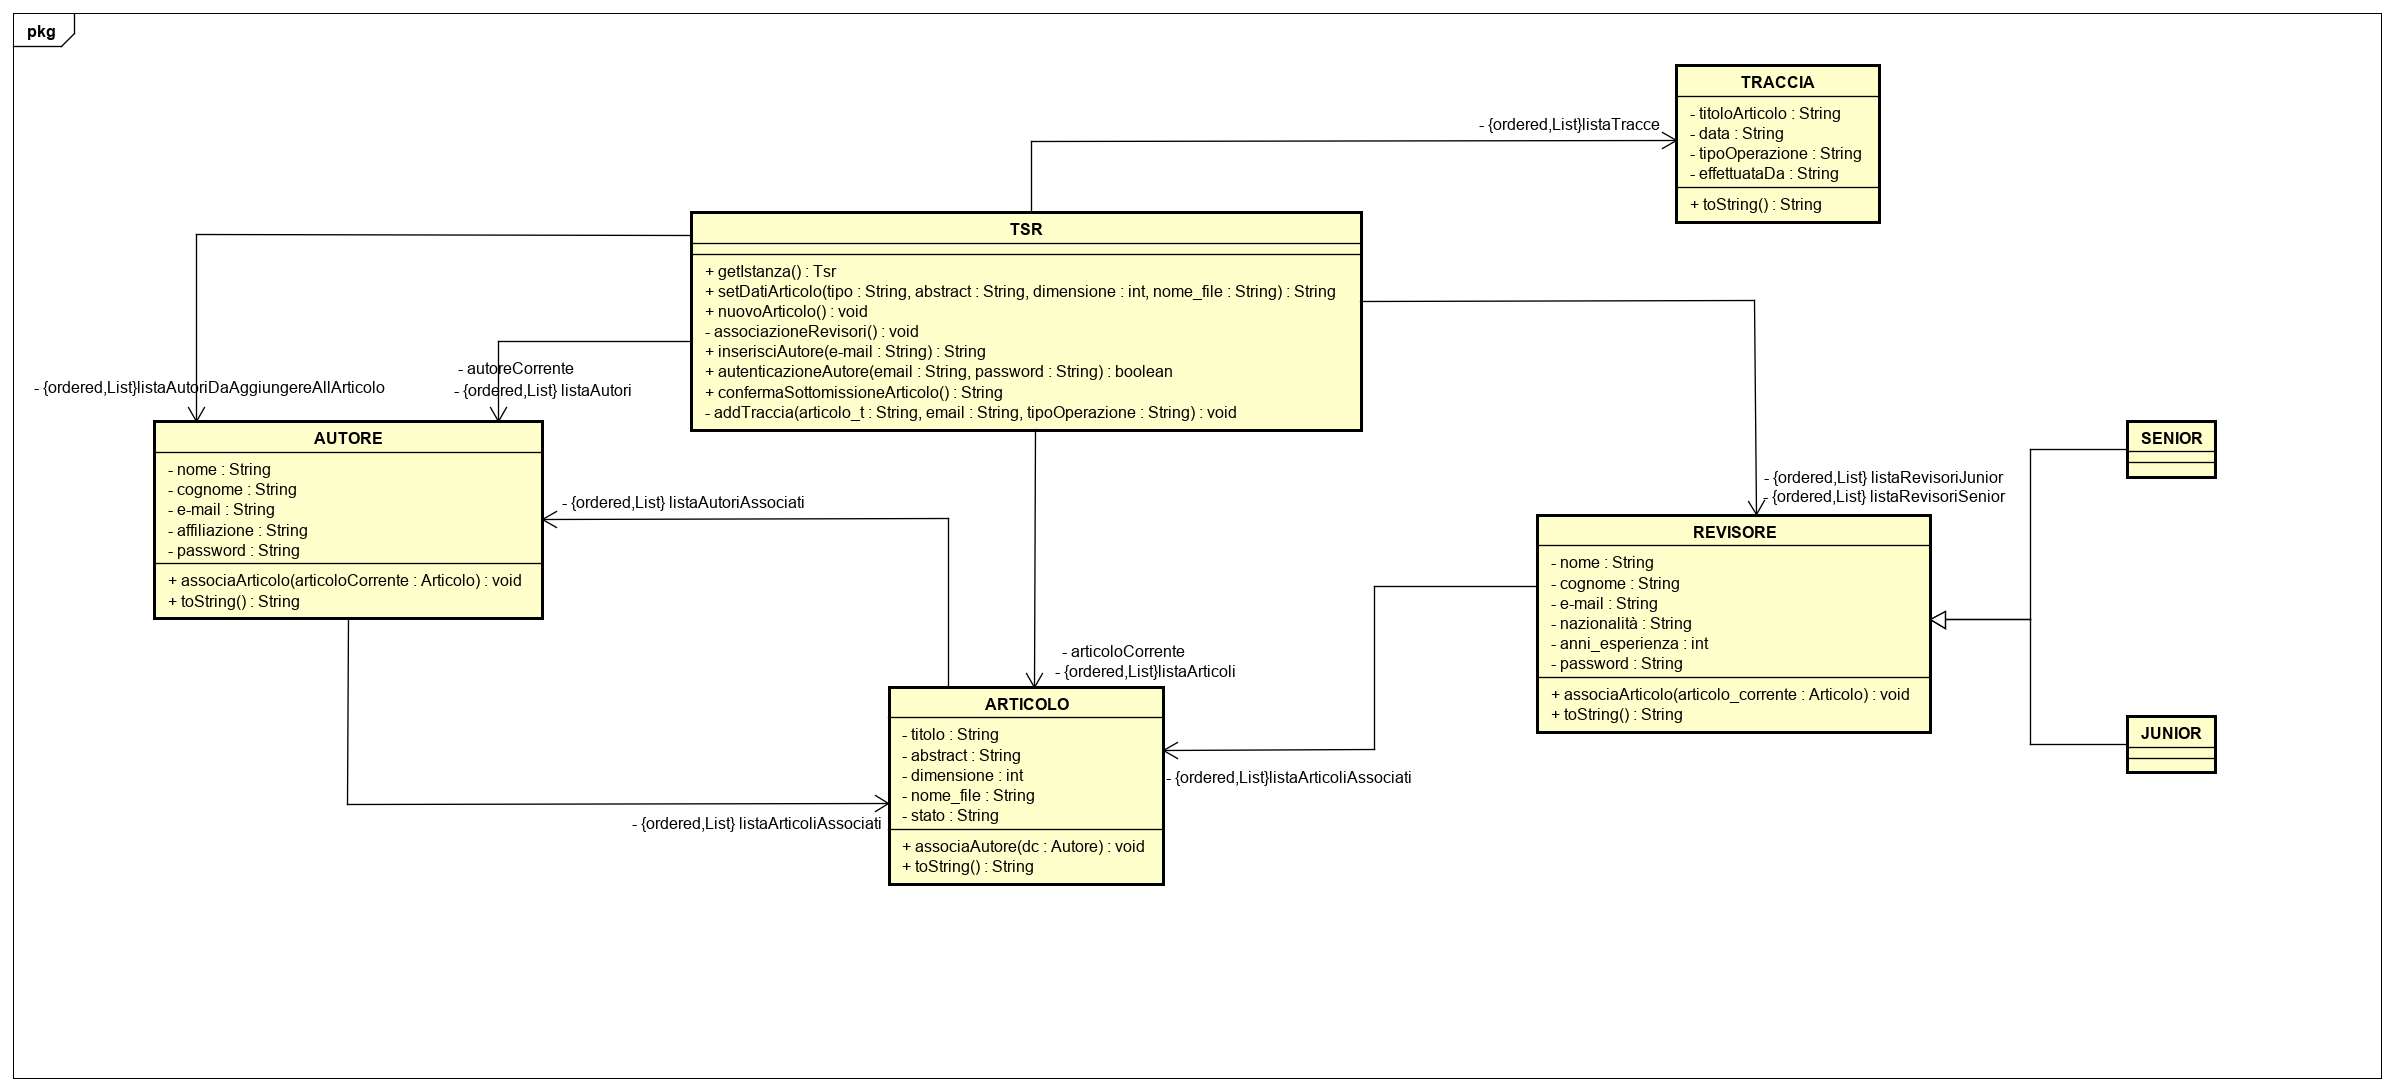 pkg
TRACCIA
- titoloArticolo : String
- data : String
- tipoOperazione : String
- effettuataDa : String
+ toString() : String
- {ordered,List}listaTracce
TSR
+ getIstanza() : Tsr
+ setDatiArticolo(tipo : String, abstract : String, dimensione : int, nome_file : String) : String
+ nuovoArticolo() : void
- associazioneRevisori() : void
+ inserisciAutore(e-mail : String) : String
+ autenticazioneAutore(email : String, password : String) : boolean
+ confermaSottomissioneArticolo() : String
- addTraccia(articolo_t : String, email : String, tipoOperazione : String) : void
- {ordered,List}listaAutoriDaAggiungereAllArticolo
- autoreCorrente
- {ordered,List} listaAutori
AUTORE
- nome : String
- cognome : String
- e-mail : String
- affiliazione : String
- password : String
+ associaArticolo(articoloCorrente : Articolo) : void
+ toString() : String
- {ordered,List} listaAutoriAssociati
- {ordered,List} listaRevisoriJunior
- {ordered,List} listaRevisoriSenior
SENIOR
REVISORE
- nome : String
- cognome : String
- e-mail : String
- nazionalità : String
- anni_esperienza : int
- password : String
+ associaArticolo(articolo_corrente : Articolo) : void
+ toString() : String
JUNIOR
- articoloCorrente
- {ordered,List}listaArticoli
ARTICOLO
- titolo : String
- abstract : String
- dimensione : int
- nome_file : String
- stato : String
+ associaAutore(dc : Autore) : void
+ toString() : String
- {ordered,List}listaArticoliAssociati
- {ordered,List} listaArticoliAssociati